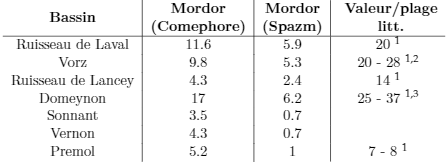 Bassin Mordor (Comephore) Mordor (Spazm) Valeur/plage litt.
Ruisseau de Laval 11.6 5.9 20 1
Vorz 9.8 5.3 20 - 28 1,2
Ruisseau de Lancey 4.3 2.4 14 1
Domeynon 17 6.2 25 - 37 1,3
Sonnant 3.5 0.7
Vernon 4.3 0.7
Premol 5.2 1 7 - 8 1